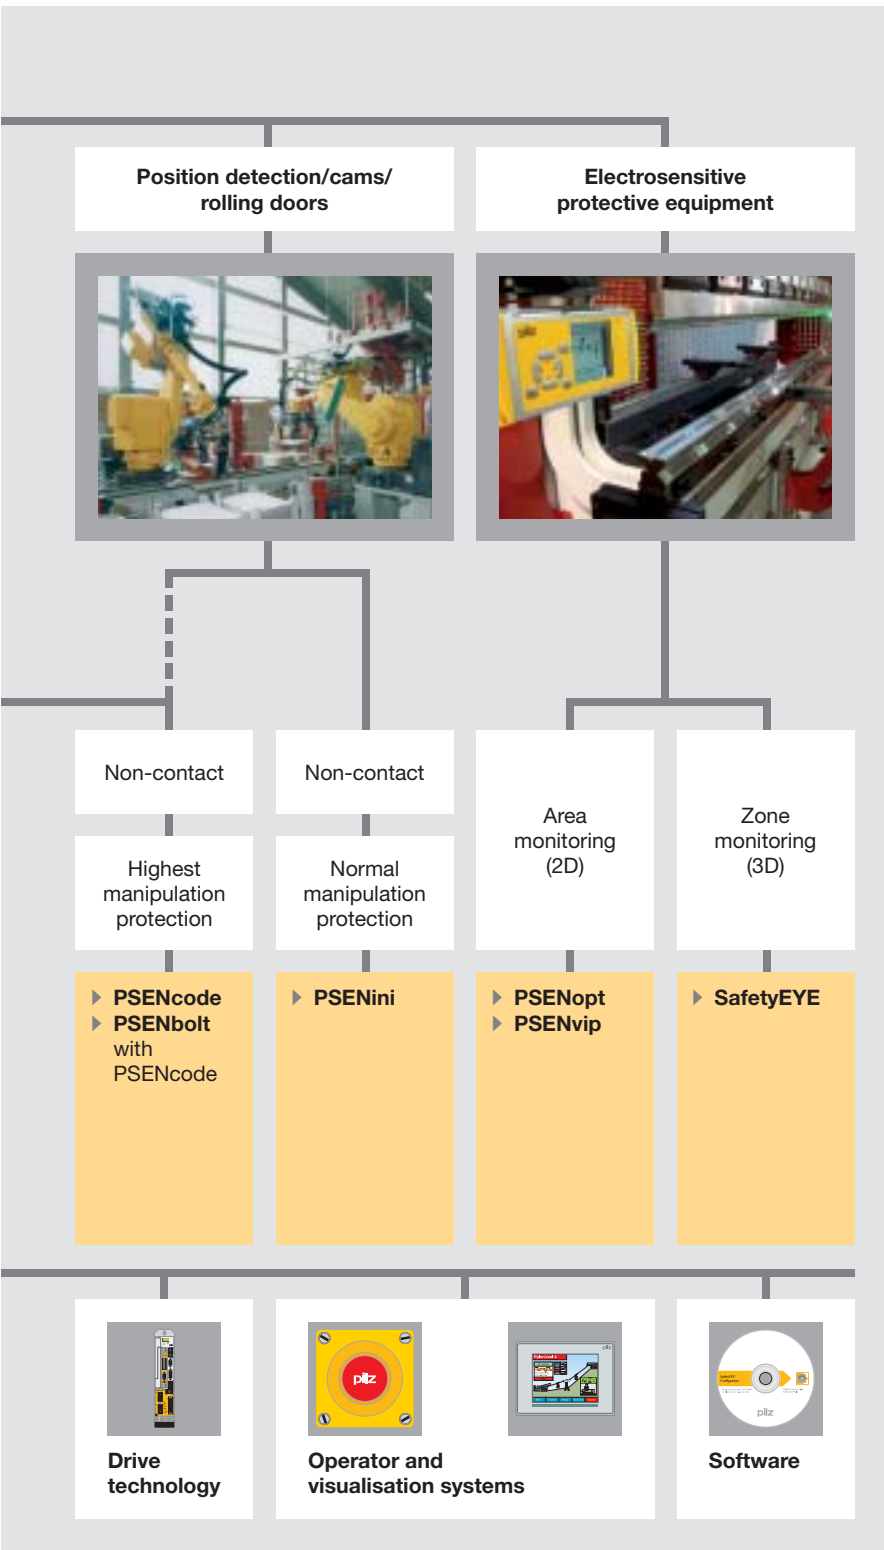 Position detection/cams/
rolling doors
Electrosensitive
protective equipment
pilz
Non-contact
Non-contact
Highest
manipulation
protection
Normal
manipulation
protection
Area
monitoring
(2D)
Zone
monitoring
(3D)
PSENcode
PSENbolt
with
PSENcode
PSENini
PSENopt
PSENvip
SafetyEYE
pilz
pilz
pilz
Drive
technology
Operator and
visualisation systems
Software